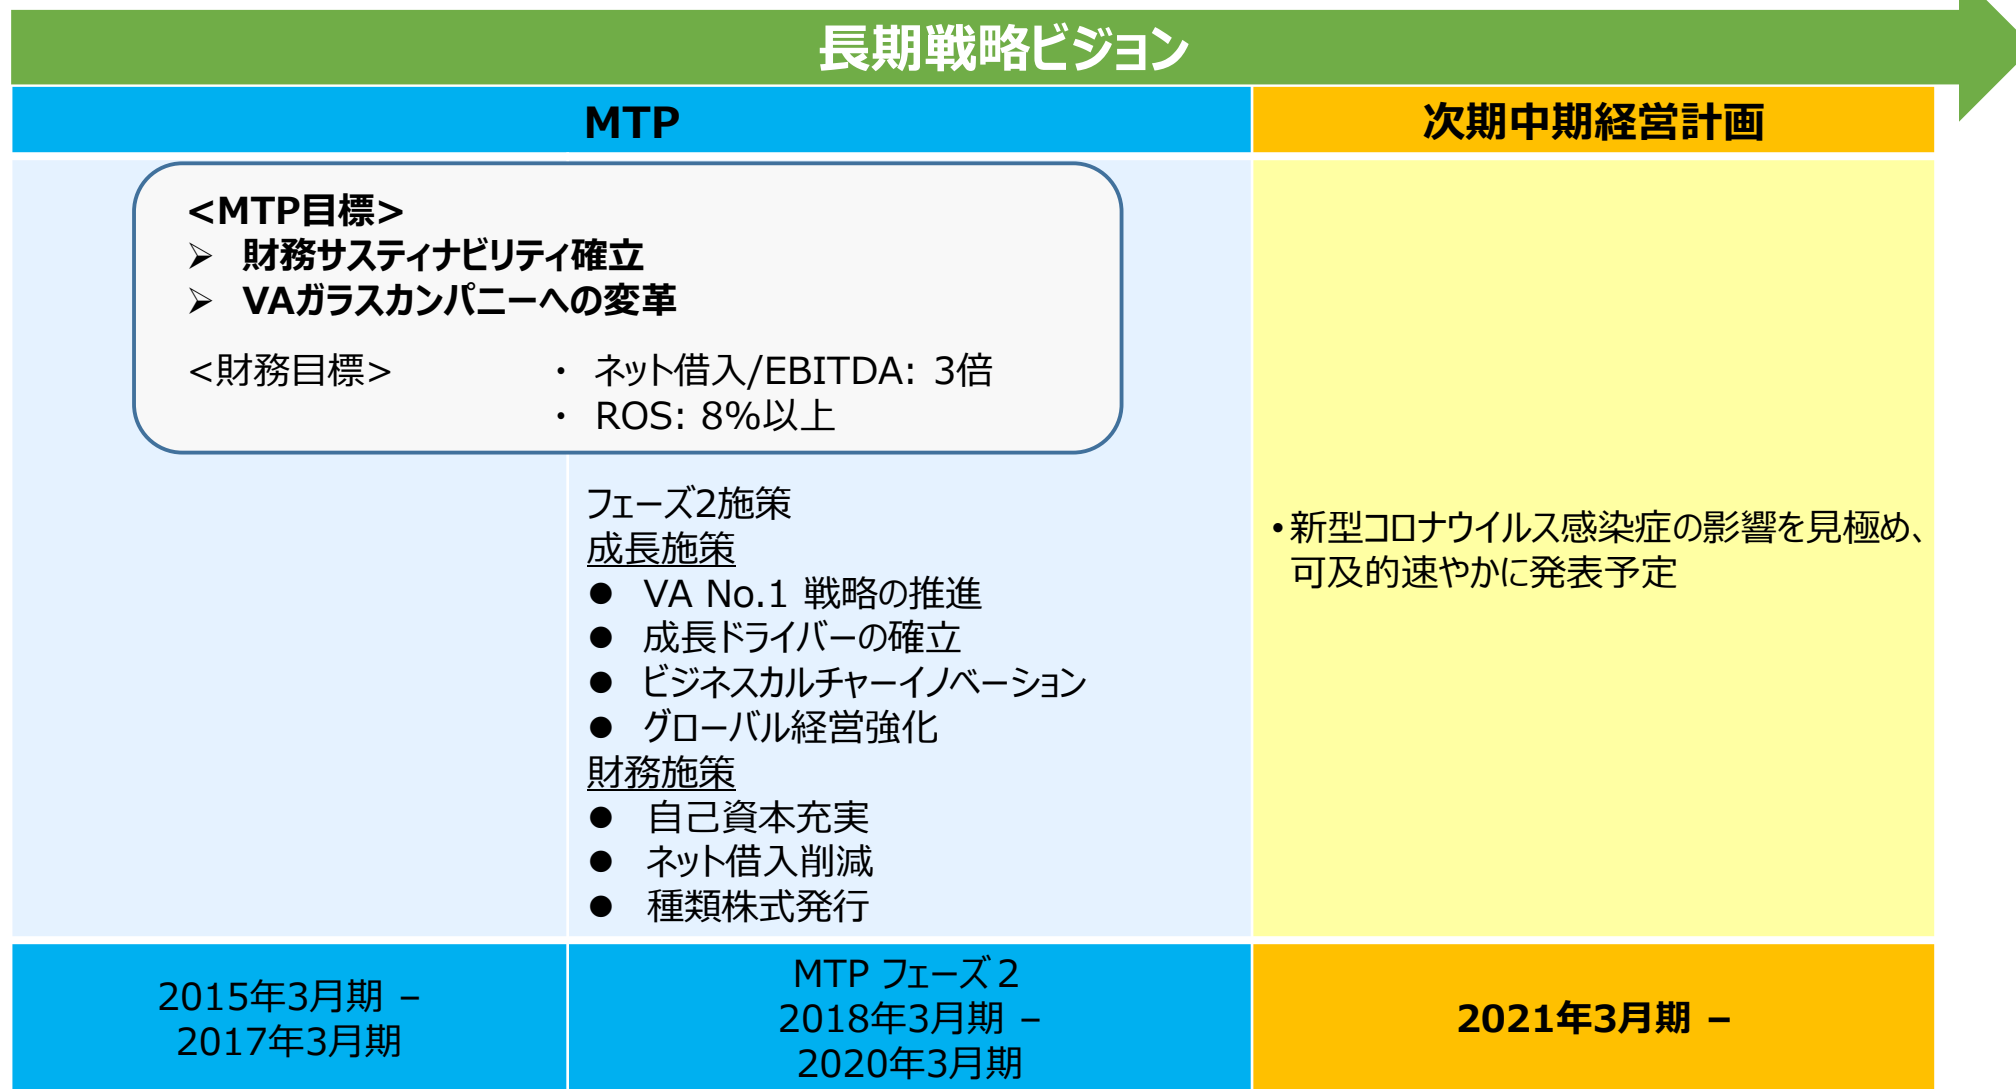 長期戦略ビジョン
MTP
次期中期経営計画
<MTP目標>
➢ 財務サスティナビリティ確立
➢ VAガラスカンパニーへの変革
<財務目標> ・ ネット借入/EBITDA: 3倍
・ ROS: 8%以上
フェーズ2施策
成長施策
● VA No.1 戦略の推進
● 成長ドライバーの確立
● ビジネスカルチャーイノベーション
● グローバル経営強化
財務施策
● 自己資本充実
● ネット借入削減
● 種類株式発行
•新型コロナウイルス感染症の影響を見極め、
可及的速やかに発表予定
2015年3月期 –
2017年3月期
MTP フェーズ2
2018年3月期 –
2020年3月期
2021年3月期 –